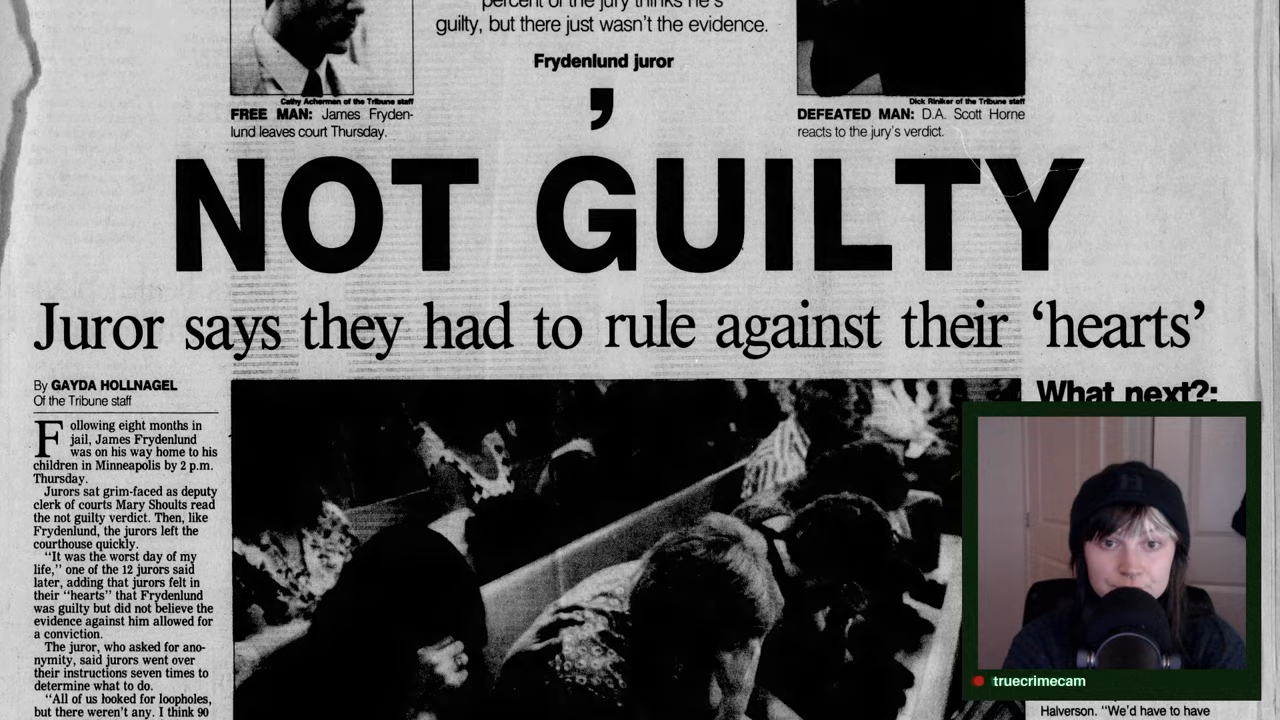 percent of the jury thinks he's
guilty, but there just wasn't the evidence.
Frydenlund juror
,
Cathy Acherman of the Tribune staff
FREE MAN: James Fryden-
lund leaves court Thursday.
Dick Riniker of the Tribune staff
DEFEATED MAN: D.A. Scott Horne
reacts to the jury's verdict.
NOT GUILTY
Juror says they had to rule against their ‘hearts’
By GAYDA HOLLNAGEL
Of the Tribune staff
Following eight months in
jail, James Frydenlund
was on his way home to his
children in Minneapolis by 2 p.m.
Thursday.
Jurors sat grim-faced as deputy
clerk of courts Mary Shoults read
the not guilty verdict. Then, like
Frydenlund, the jurors left the
courthouse quickly.
“It was the worst day of my
life,” one of the 12 jurors said
later, adding that jurors felt in
their “hearts” that Frydenlund
was guilty but did not believe the
evidence against him allowed for
a conviction.
The juror, who asked for ano-
nymity, said jurors went over
their instructions seven times to
determine what to do.
“All of us looked for loopholes,
but there weren't any. I think 90
What next?:
truecrimecam
Halverson. “We'd have to have